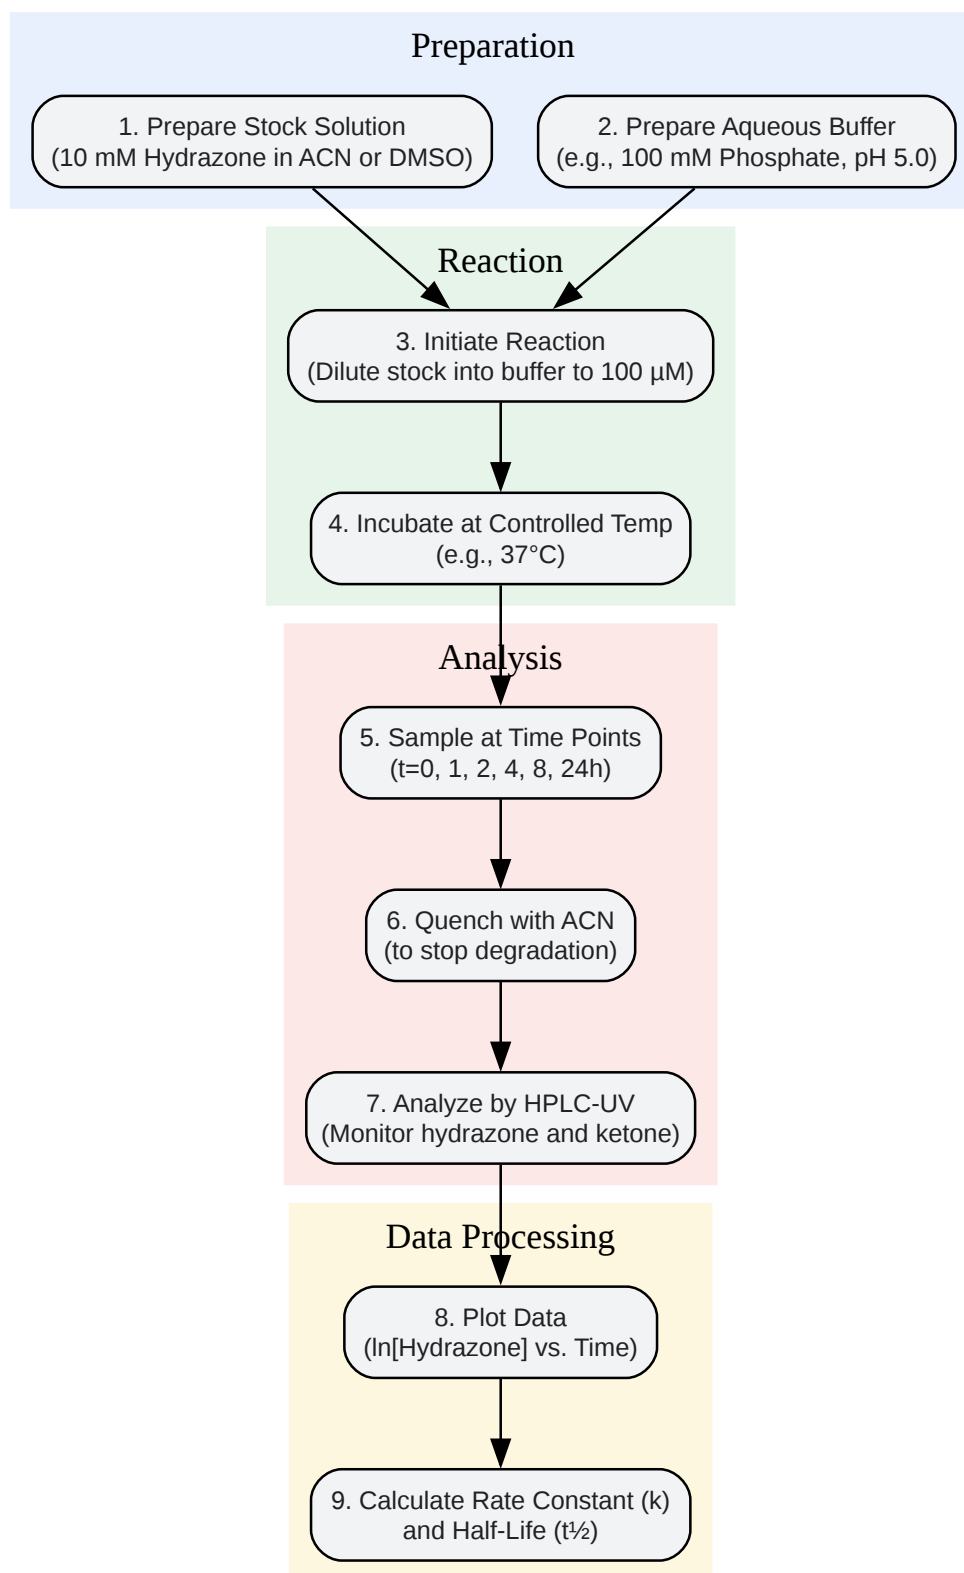 Preparation
1. Prepare Stock Solution
(10 mM Hydrazone in ACN or DMSO)
2. Prepare Aqueous Buffer
(e.g., 100 mM Phosphate, pH 5.0)
Reaction
3. Initiate Reaction
(Dilute stock into buffer to 100 µM)
4. Incubate at Controlled Temp
(e.g., 37°C)
Analysis
5. Sample at Time Points
(t=0, 1, 2, 4, 8, 24h)
6. Quench with ACN
(to stop degradation)
7. Analyze by HPLC-UV
(Monitor hydrazone and ketone)
Data Processing
8. Plot Data
(ln[Hydrazone] vs. Time)
9. Calculate Rate Constant (k)
and Half-Life (t½)